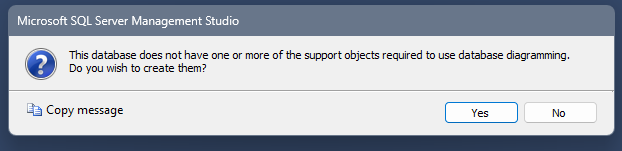 Microsoft SQL Server Management Studio
This database does not have one or more of the support objects required to use database diagramming.
Do you wish to create them?
Copy message
Yes
No